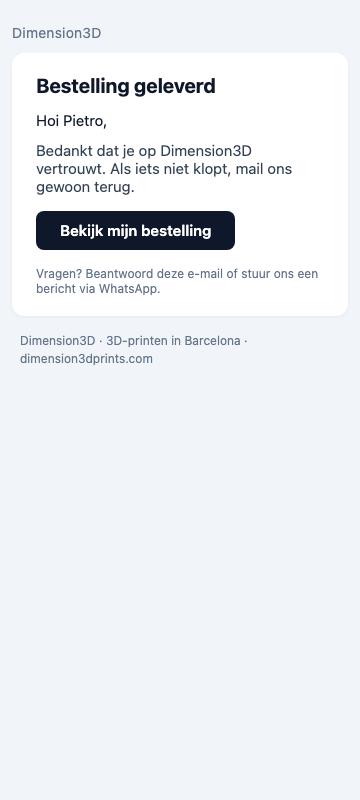 Dimension3D
Bestelling geleverd
Hoi Pietro,
Bedankt dat je op Dimension3D
vertrouwt. Als iets niet klopt, mail ons
gewoon terug.
Bekijk mijn bestelling
Vragen? Beantwoord deze e-mail of stuur ons een
bericht via WhatsApp.
Dimension3D · 3D-printen in Barcelona ·
dimension3dprints.com